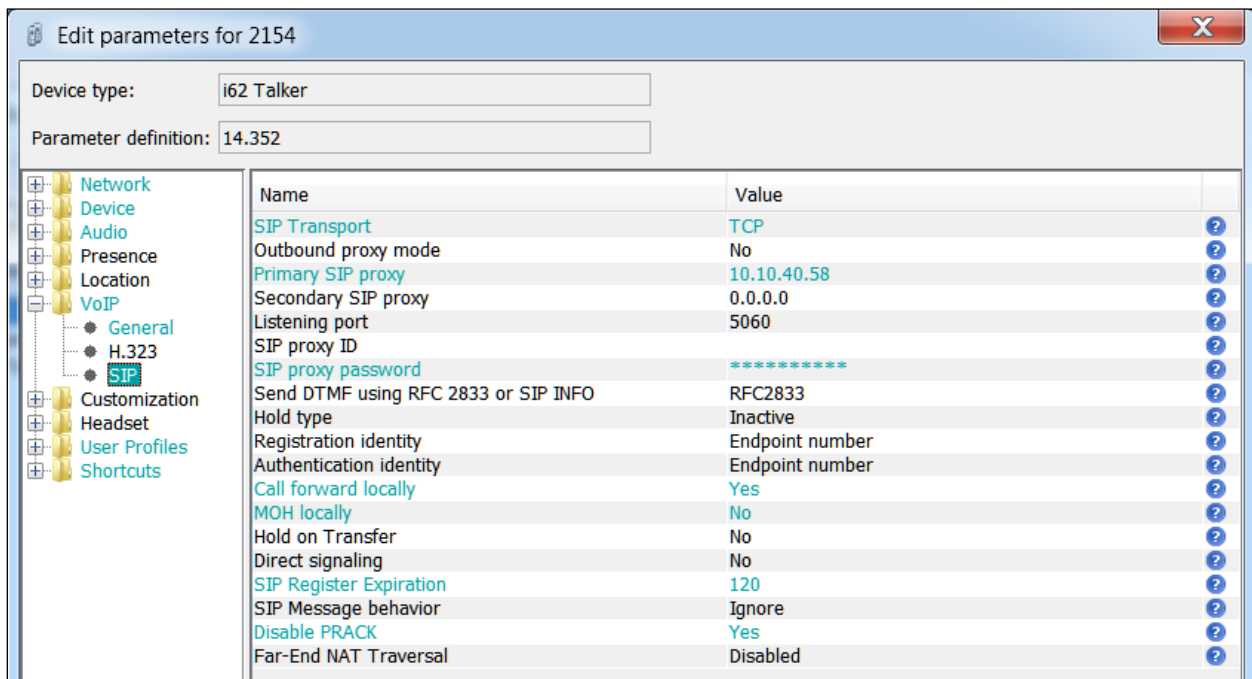 Edit parameters for 2154
X
Device type: i62 Talker
Parameter definition: 14.352
Network
Device
Audio
Presence
Location
VoIP
General
H.323
SIP
Customization
Headset
User Profiles
Shortcuts
Name Value
SIP Transport TCP
Outbound proxy mode No
Primary SIP proxy 10.10.40.58
Secondary SIP proxy 0.0.0.0
Listening port 5060
SIP proxy ID
SIP proxy password **********
Send DTMF using RFC 2833 or SIP INFO RFC2833
Hold type Inactive
Registration identity Endpoint number
Authentication identity Endpoint number
Call forward locally Yes
MOH locally No
Hold on Transfer No
Direct signaling No
SIP Register Expiration 120
SIP Message behavior Ignore
Disable PRACK Yes
Far-End NAT Traversal Disabled